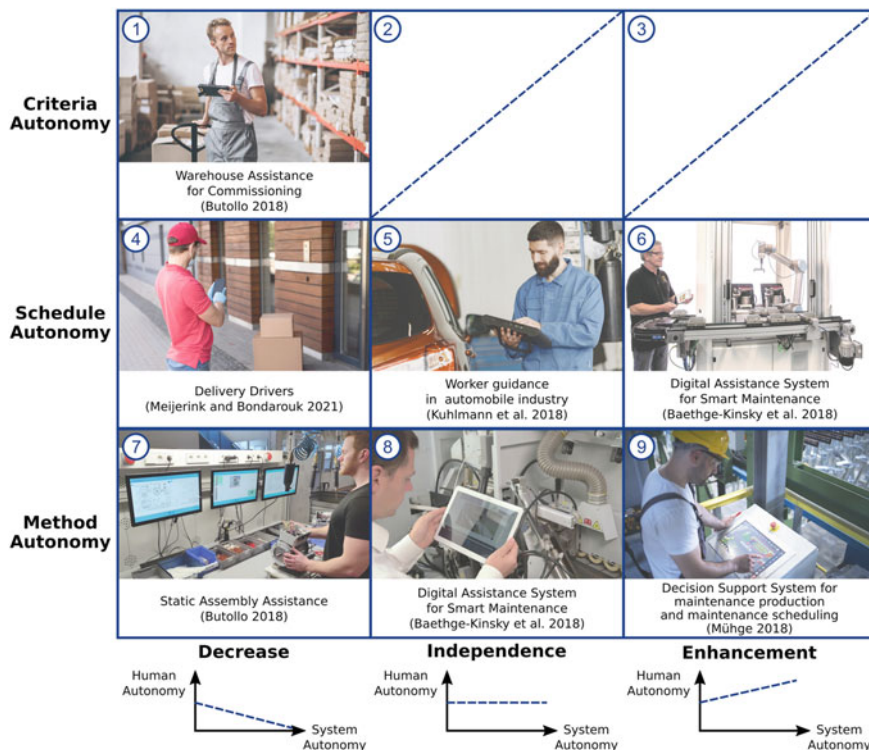 1
2
3
Criteria
Autonomy
Warehouse Assistance
for Commissioning
(Butollo 2018)
4
5
6
Schedule
Autonomy
Delivery Drivers
(Meijerink and Bondarouk 2021)
Worker guidance
in automobile industry
(Kuhlmann et al. 2018)
Digital Assistance System
for Smart Maintenance
(Baethge-Kinsky et al. 2018)
7
8
9
Method
Autonomy
Static Assembly Assistance
(Butollo 2018)
Digital Assistance System
for Smart Maintenance
(Baethge-Kinsky et al. 2018)
Decision Support System for
maintenance production
and maintenance scheduling
(Mühge 2018)
Decrease
Independence
Enhancement
Human
Autonomy
System
Autonomy
Human
Autonomy
System
Autonomy
Human
Autonomy
System
Autonomy